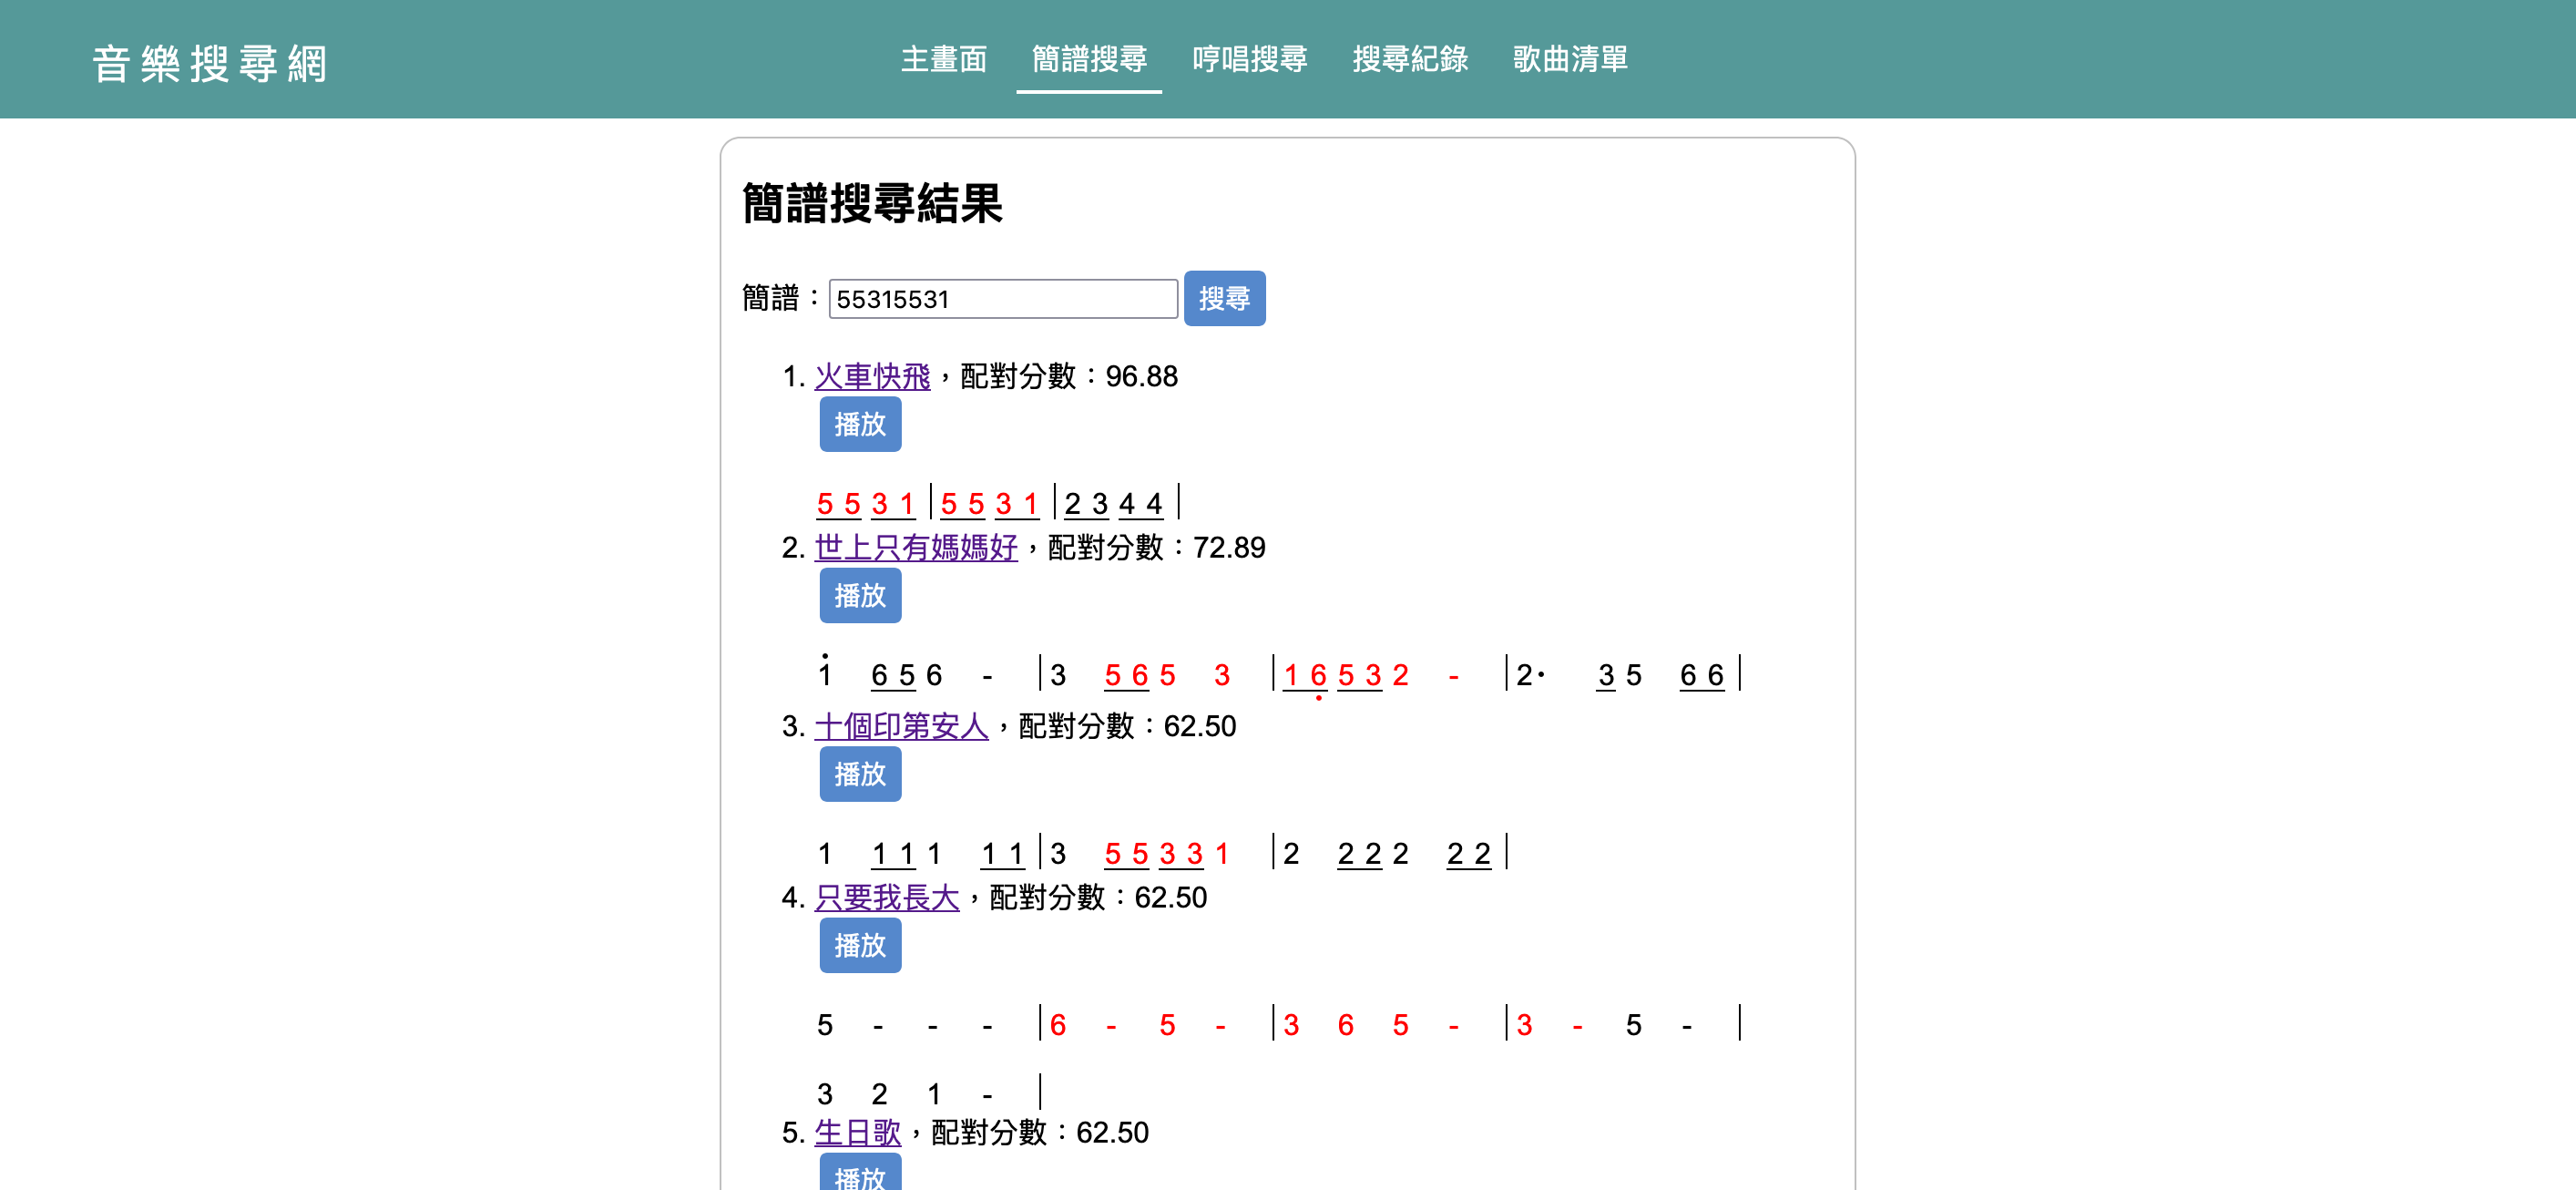 音樂搜尋網
主畫面 簡譜搜尋 哼唱搜尋 搜尋紀錄 歌曲清單
簡譜搜尋結果
簡譜：55315531 搜尋
1. 火車快飛，配對分數：96.88
播放
5 5 3 1 | 5 5 3 1 | 2 3 4 4 |
2. 世上只有媽媽好，配對分數：72.89
播放
1̇ 6 5 6 - | 3 5 6 5 3 | 1 6̣ 5 3 2 - | 2· 3 5 6 6 |
3. 十個印第安人，配對分數：62.50
播放
1 1 1 1 1 1 | 3 5 5 3 3 1 | 2 2 2 2 2 2 |
4. 只要我長大，配對分數：62.50
播放
5 - - - | 6 - 5 - | 3 6 5 - | 3 - 5 - |
3 2 1 - |
5. 生日歌，配對分數：62.50
播放